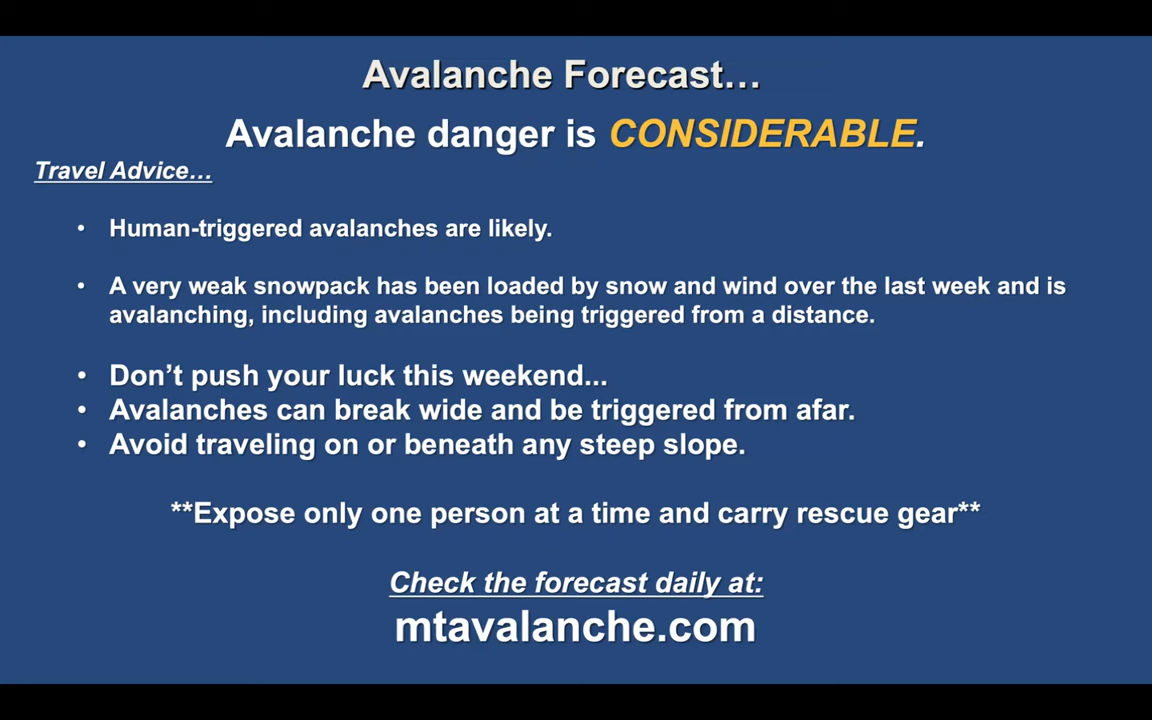 Avalanche Forecast…
Avalanche danger is CONSIDERABLE.
Travel Advice…
• Human-triggered avalanches are likely.
• A very weak snowpack has been loaded by snow and wind over the last week and is
avalanching, including avalanches being triggered from a distance.
• Don’t push your luck this weekend...
• Avalanches can break wide and be triggered from afar.
• Avoid traveling on or beneath any steep slope.
**Expose only one person at a time and carry rescue gear**
Check the forecast daily at:
mtavalanche.com